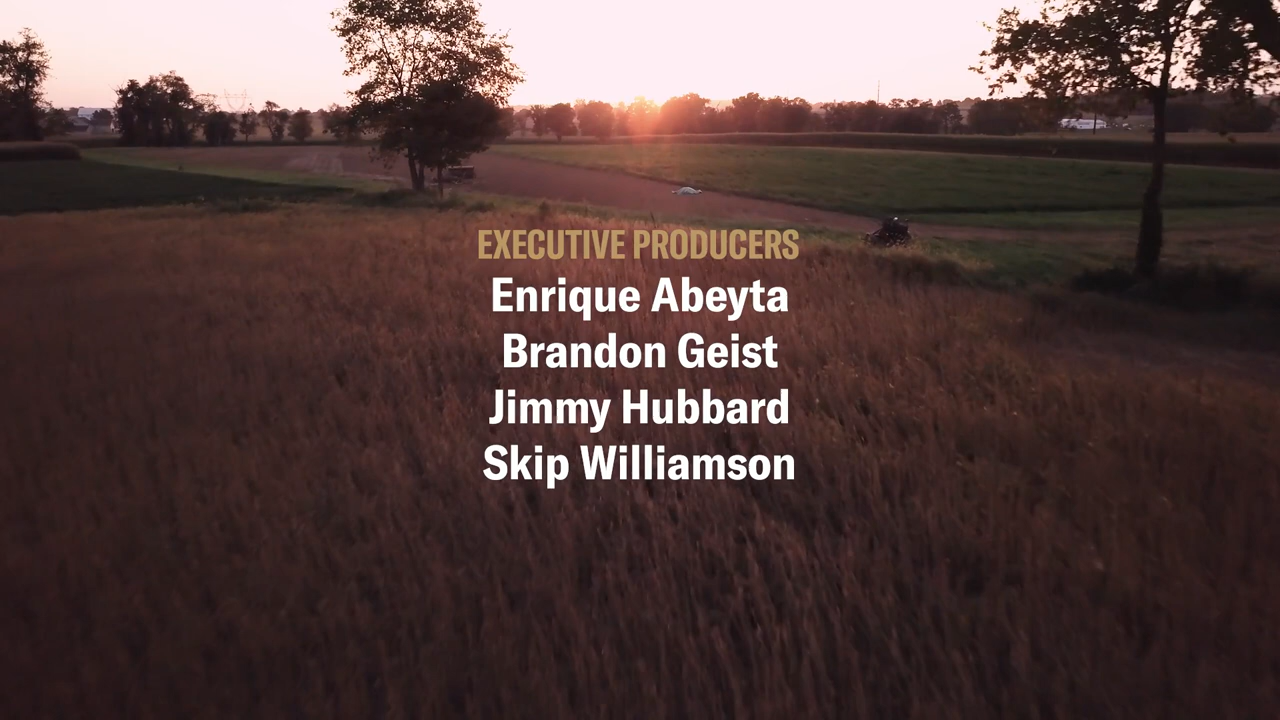 EXECUTIVE PRODUCERS
Enrique Abeyta
Brandon Geist
Jimmy Hubbard
Skip Williamson